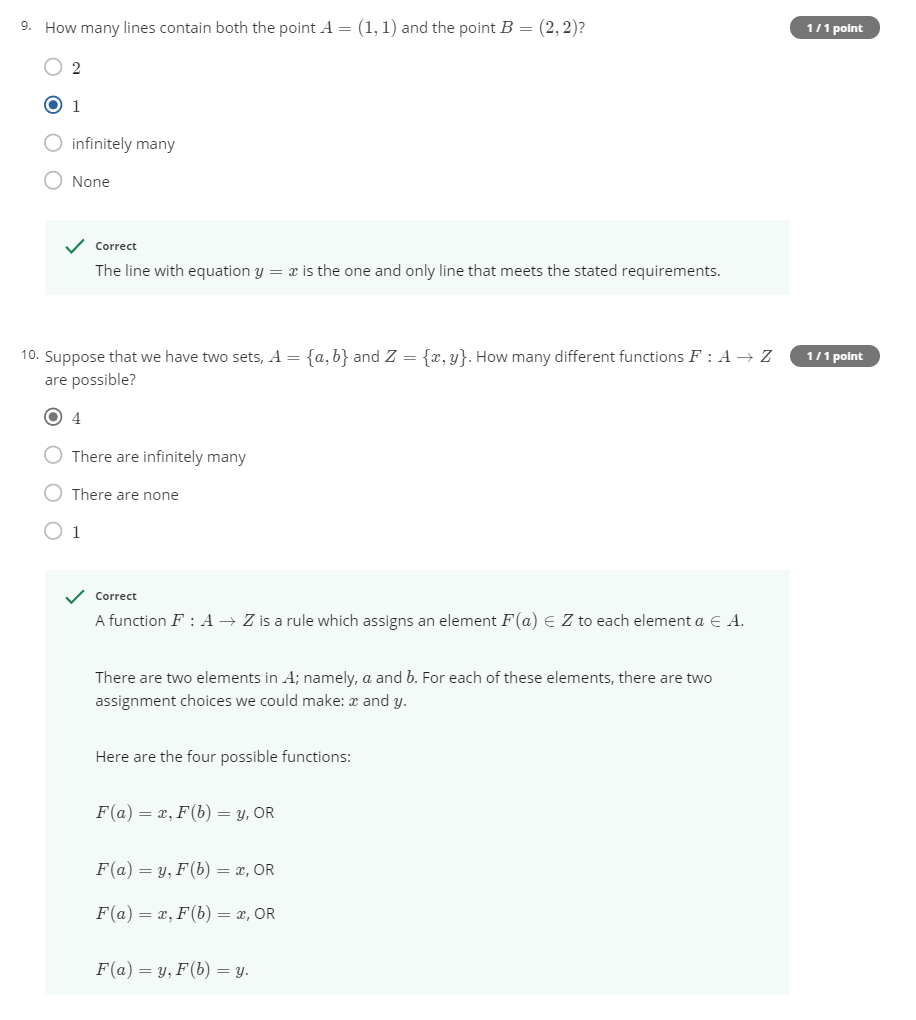 9. How many lines contain both the point A = (1, 1) and the point B = (2, 2)?
1 / 1 point
2
1
infinitely many
None
Correct
The line with equation y = x is the one and only line that meets the stated requirements.
10. Suppose that we have two sets, A = {a, b} and Z = {x, y}. How many different functions F : A → Z
1 / 1 point
are possible?
4
There are infinitely many
There are none
1
Correct
A function F : A → Z is a rule which assigns an element F(a) ∈ Z to each element a ∈ A.
There are two elements in A; namely, a and b. For each of these elements, there are two
assignment choices we could make: x and y.
Here are the four possible functions:
F(a) = x, F(b) = y, OR
F(a) = y, F(b) = x, OR
F(a) = x, F(b) = x, OR
F(a) = y, F(b) = y.